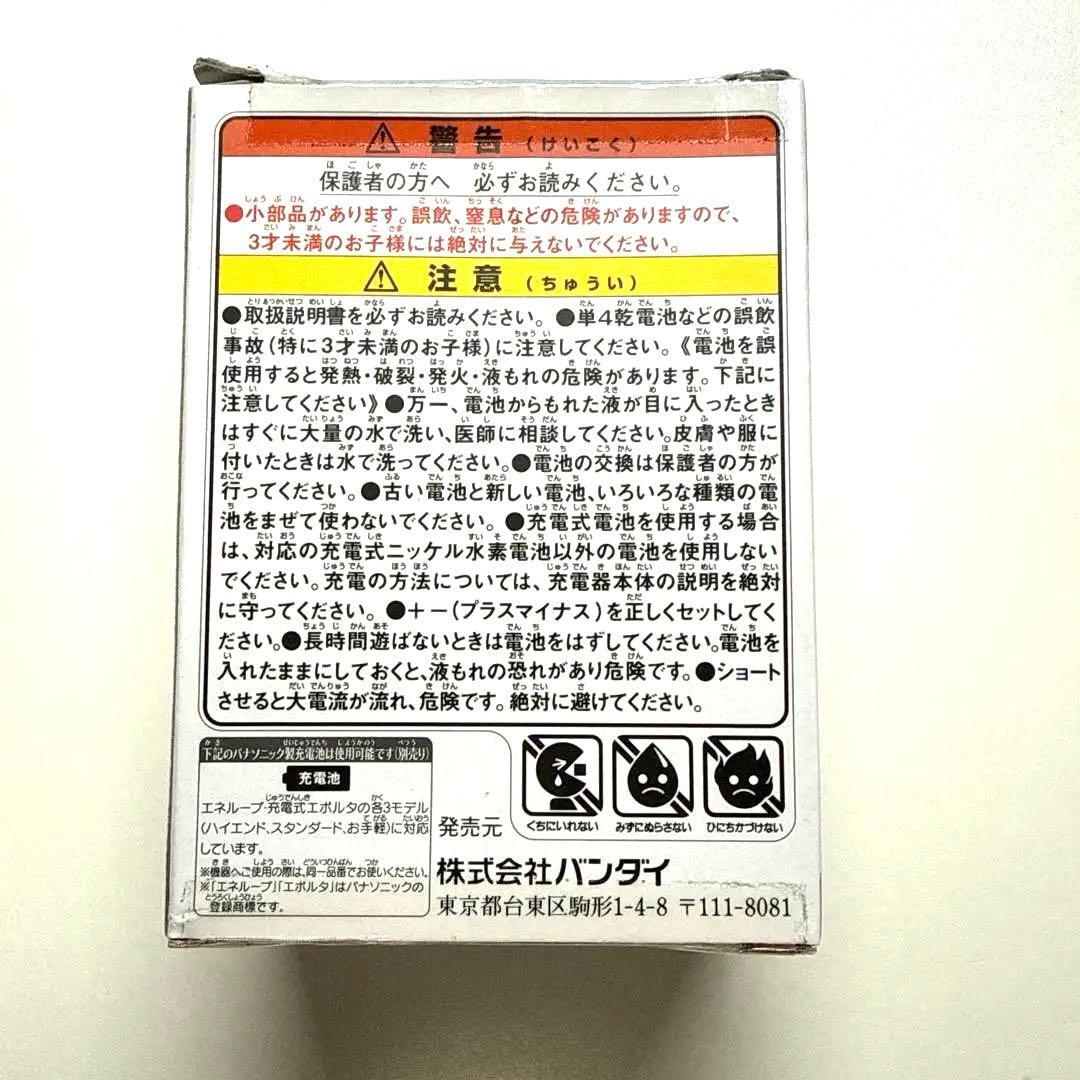 警告(けいこく)
保護者の方へ 必ずお読みください。
●小部品があります。誤飲、窒息などの危険がありますので、
3才未満のお子様には絶対に与えないでください。
注意(ちゅうい)
●取扱説明書を必ずお読みください。●単4乾電池などの誤飲
事故(特に3才未満のお子様)に注意してください。《電池を誤
使用すると発熱・破裂・発火・液もれの危険があります。下記に
注意してください》●万一、電池からもれた液が目に入ったとき
はすぐに大量の水で洗い、医師に相談してください。皮膚や服に
付いたときは水で洗ってください。●電池の交換は保護者の方が
行ってください。●古い電池と新しい電池、いろいろな種類の電
池をまぜて使わないでください。●充電式電池を使用する場合
は、対応の充電式ニッケル水素電池以外の電池を使用しない
でください。充電の方法については、充電器本体の説明を絶対
に守ってください。●+-(プラスマイナス)を正しくセットしてく
ださい。●長時間遊ばないときは電池をはずしてください。電池を
入れたままにしておくと、液もれの恐れがあり危険です。●ショート
させると大電流が流れ、危険です。絶対に避けてください。
下記のパナソニック製充電池は使用可能です(別売り)
充電池
エネループ・充電式エボルタの各3モデル
(ハイエンド、スタンダード、お手軽)に対応
しています。
※機器へご使用の際は、同一品番でお使いください。
※「エネループ」「エボルタ」はパナソニックの
登録商標です。
くちにいれない みずにぬらさない ひにちかづけない
発売元
株式会社バンダイ
東京都台東区駒形1-4-8 〒111-8081